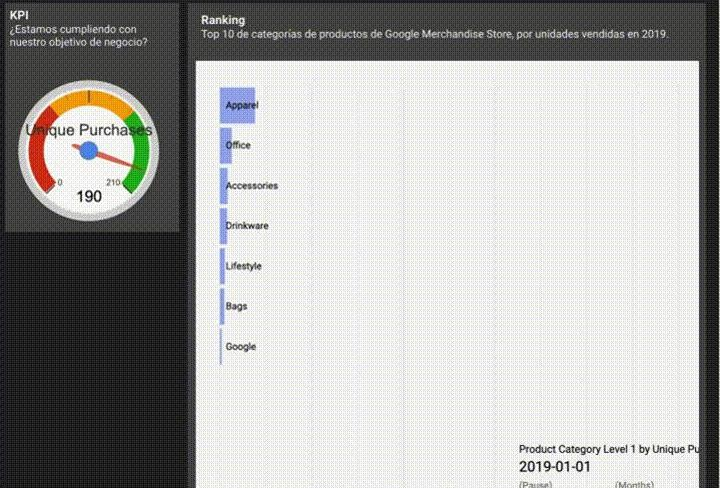 KPI
¿Estamos cumpliendo con
nuestro objetivo de negocio?
Unique Purchases
0
210
190
Ranking
Top 10 de categorías de productos de Google Merchandise Store, por unidades vendidas en 2019.
Apparel
Office
Accessories
Drinkware
Lifestyle
Bags
Google
Product Category Level 1 by Unique Pu
2019-01-01
(Pause) (Months)